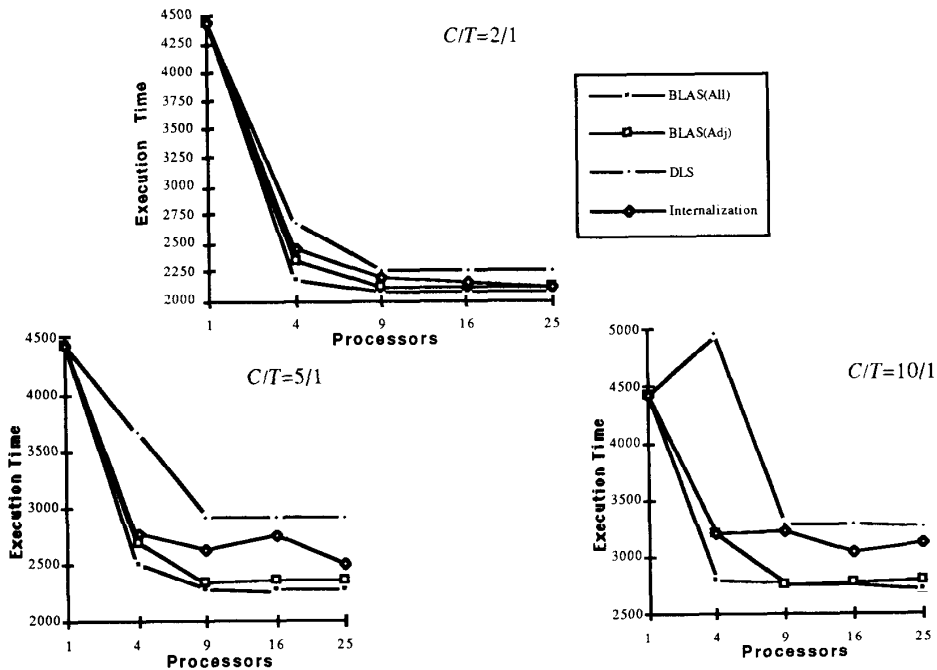 C/T=2/1
Execution Time
4500
4250
4000
3750
3500
3250
3000
2750
2500
2250
2000
1
4
9
16
25
Processors
BLAS(All)
BLAS(Adj)
DLS
Internalization
C/T=5/1
Execution Time
4500
4000
3500
3000
2500
2000
1
4
9
16
25
Processors
C/T=10/1
Execution Time
5000
4500
4000
3500
3000
2500
1
4
9
16
25
Processors